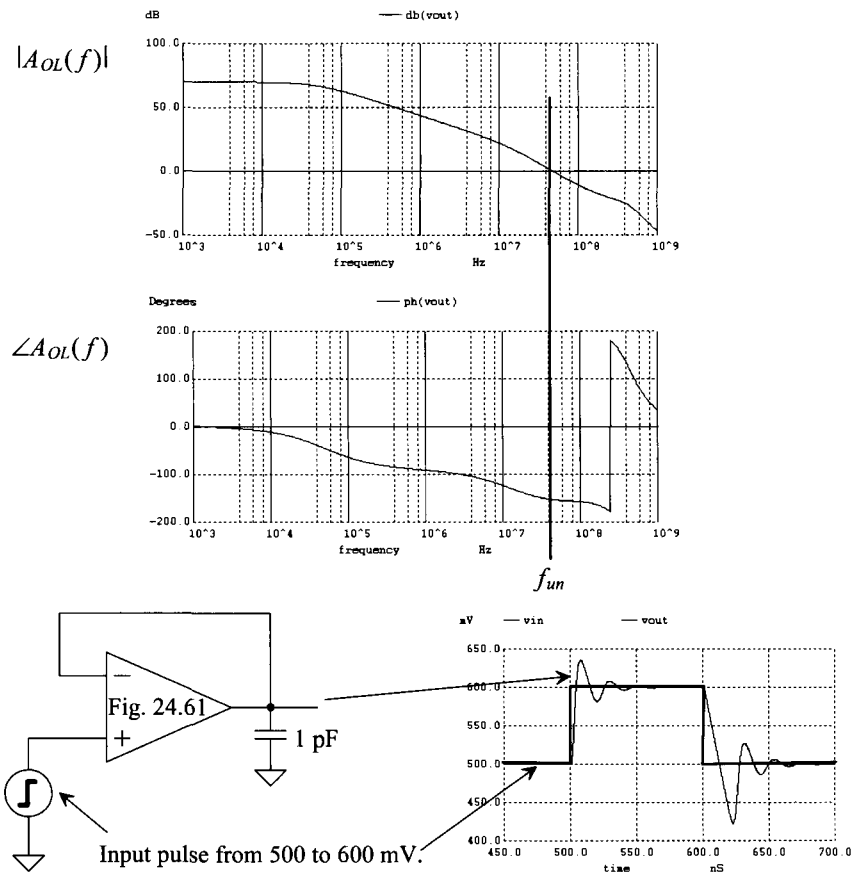 dB — db(vout)
|A_OL(f)|
100.0
50.0
0.0
-50.0
10^3 10^4 10^5 10^6 10^7 10^8 10^9
frequency Hz
Degrees — ph(vout)
∠A_OL(f)
200.0
100.0
0.0
-100.0
-200.0
10^3 10^4 10^5 10^6 10^7 10^8 10^9
frequency Hz
f_un
mV — vin — vout
650.0
600.0
550.0
500.0
450.0
400.0
450.0 500.0 550.0 600.0 650.0 700.0
time nS
−
Fig. 24.61
+
1 pF
Input pulse from 500 to 600 mV.